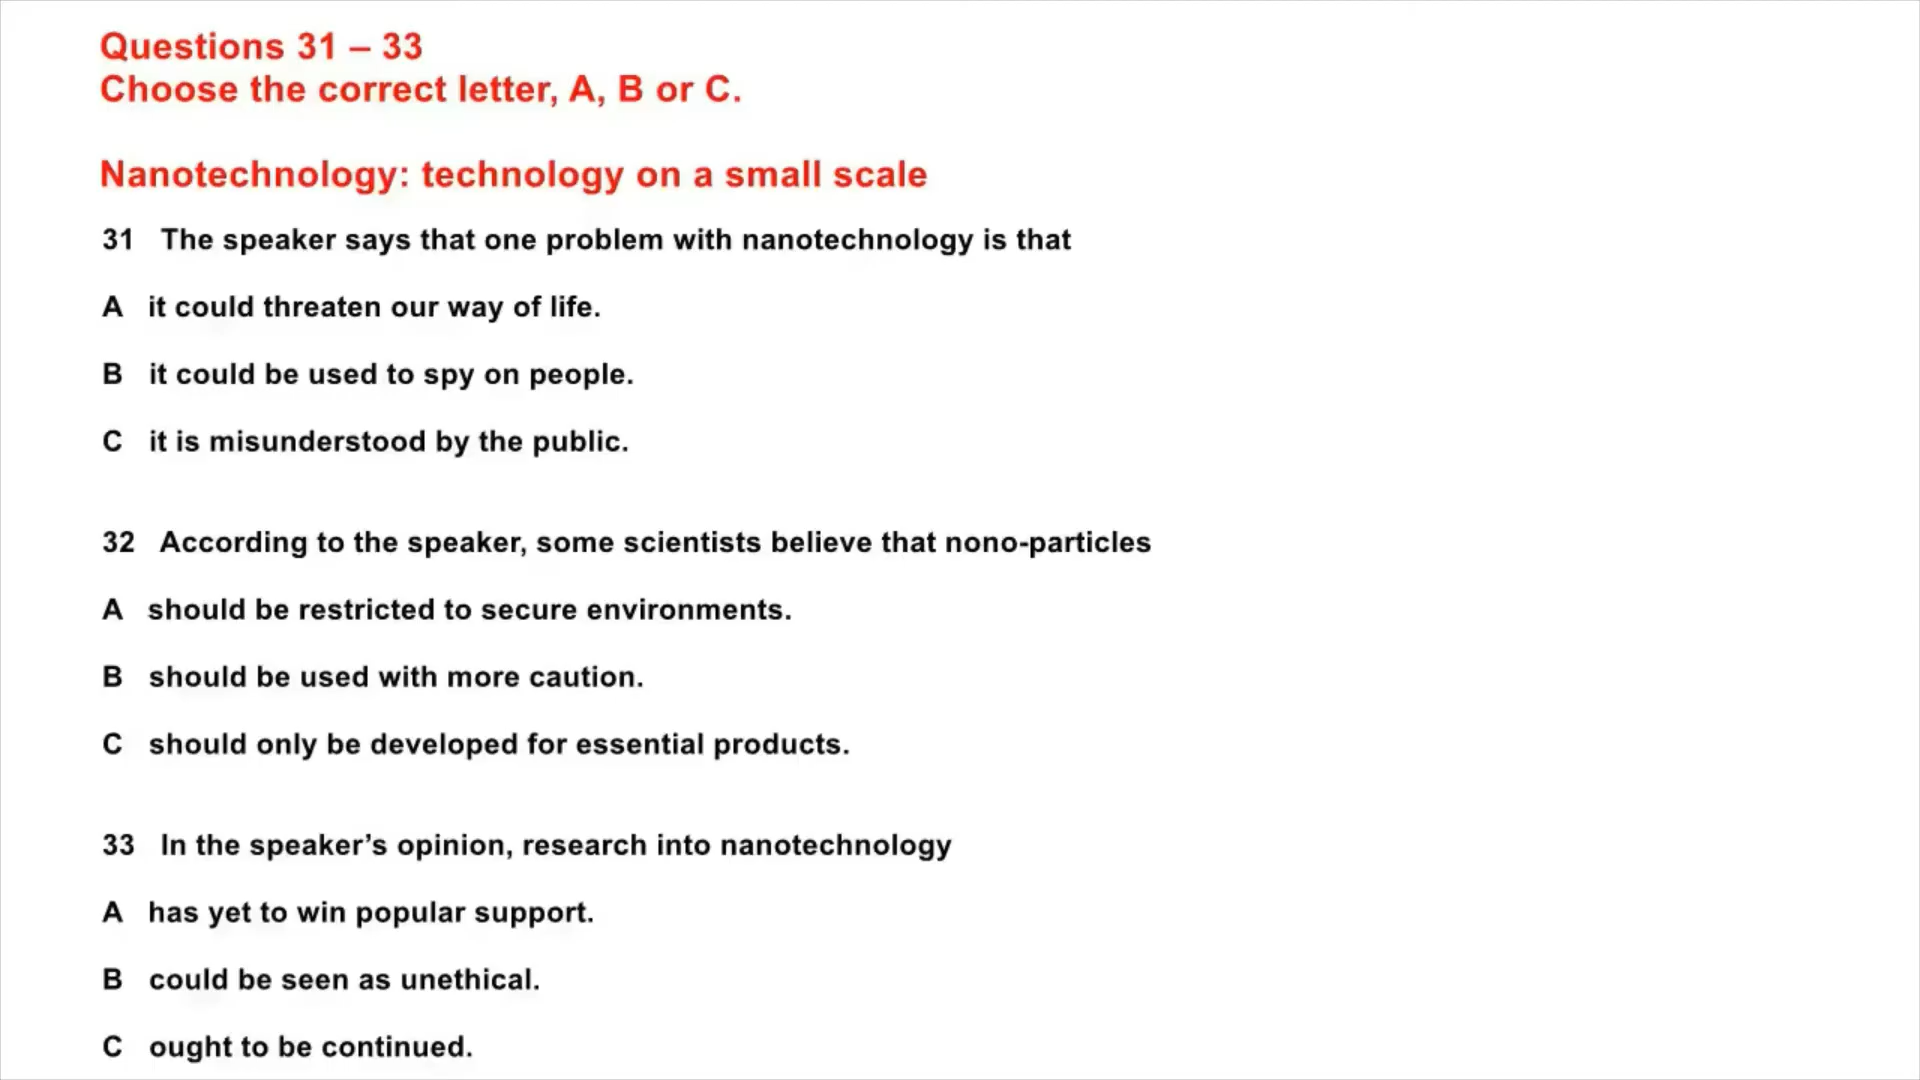 Questions 31 – 33
Choose the correct letter, A, B or C.
Nanotechnology: technology on a small scale
31 The speaker says that one problem with nanotechnology is that
A it could threaten our way of life.
B it could be used to spy on people.
C it is misunderstood by the public.
32 According to the speaker, some scientists believe that nono-particles
A should be restricted to secure environments.
B should be used with more caution.
C should only be developed for essential products.
33 In the speaker’s opinion, research into nanotechnology
A has yet to win popular support.
B could be seen as unethical.
C ought to be continued.